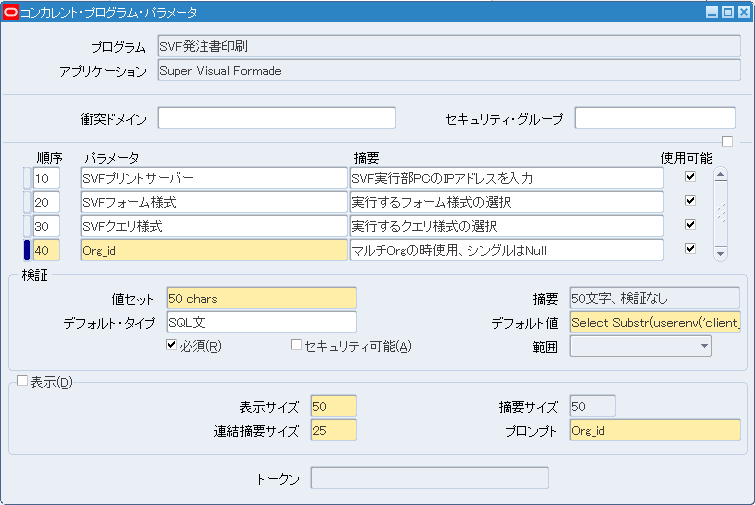 コンカレント・プログラム・パラメータ
プログラム SVF発注書印刷
アプリケーション Super Visual Formade
衝突ドメイン セキュリティ・グループ
順序 パラメータ 摘要 使用可能
10 SVFプリントサーバー SVF実行部PCのIPアドレスを入力
20 SVFフォーム様式 実行するフォーム様式の選択
30 SVFクエリ様式 実行するクエリ様式の選択
40 Org_id マルチOrgの時使用、シングルはNull
検証
値セット 50 chars 摘要 50文字、検証なし
デフォルト・タイプ SQL文 デフォルト値 Select Substr(userenv('client_
必須(R) セキュリティ可能(A) 範囲
表示(D)
表示サイズ 50 摘要サイズ 50
連結摘要サイズ 25 プロンプト Org_id
トークン